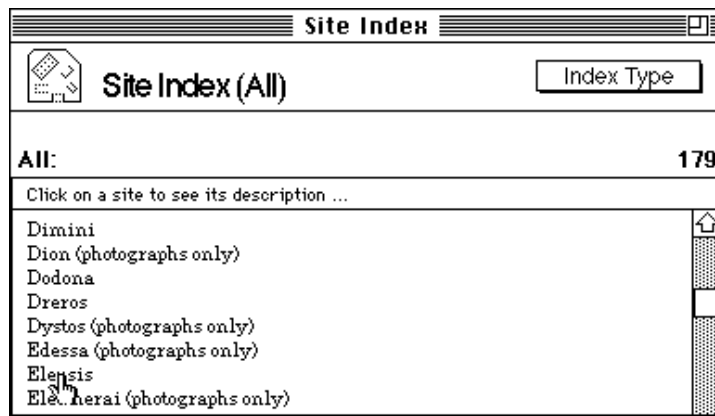 Site Index
Site Index (All)
Index Type
All:
179
Click on a site to see its description ...
Dimini
Dion (photographs only)
Dodona
Dreros
Dystos (photographs only)
Edessa (photographs only)
Eleusis
(photographs only)